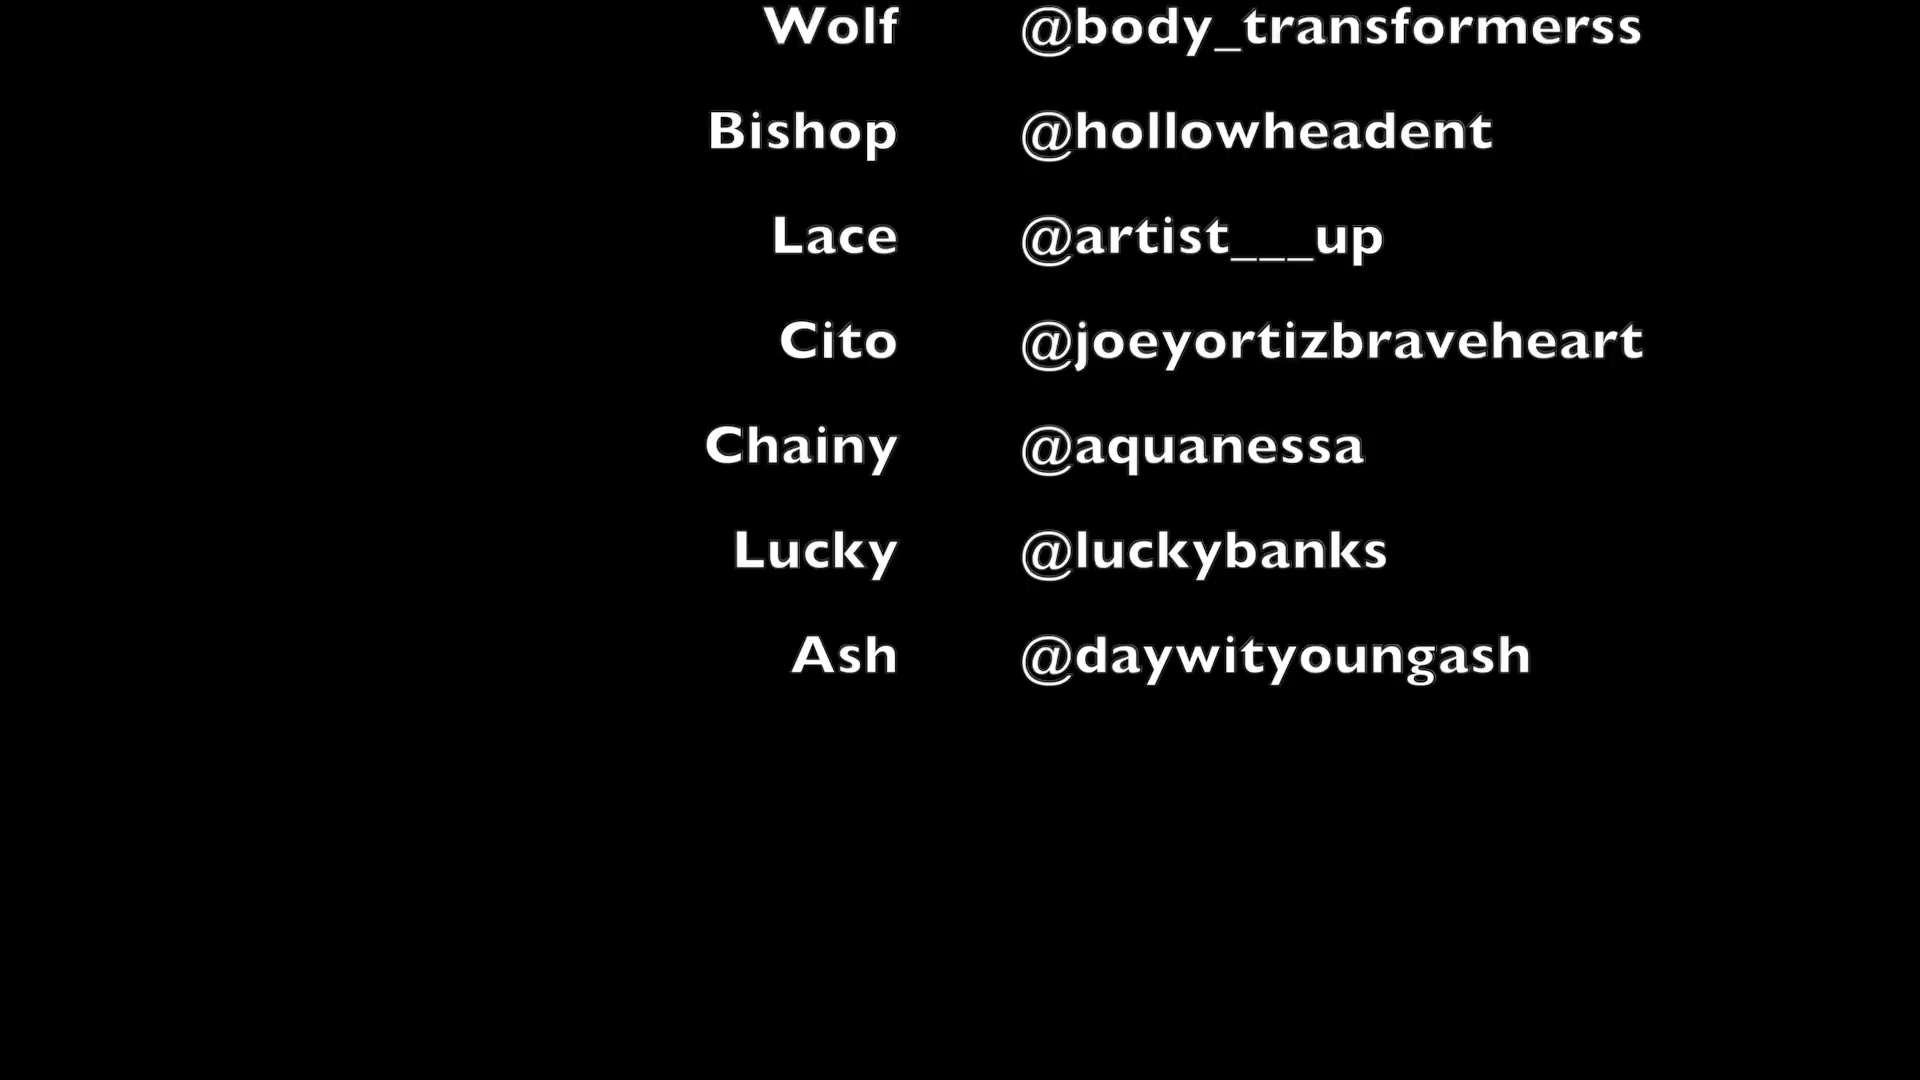 Wolf @body_transformerss
Bishop @hollowheadent
Lace @artist___up
Cito @joeyortizbraveheart
Chainy @aquanessa
Lucky @luckybanks
Ash @daywityoungash